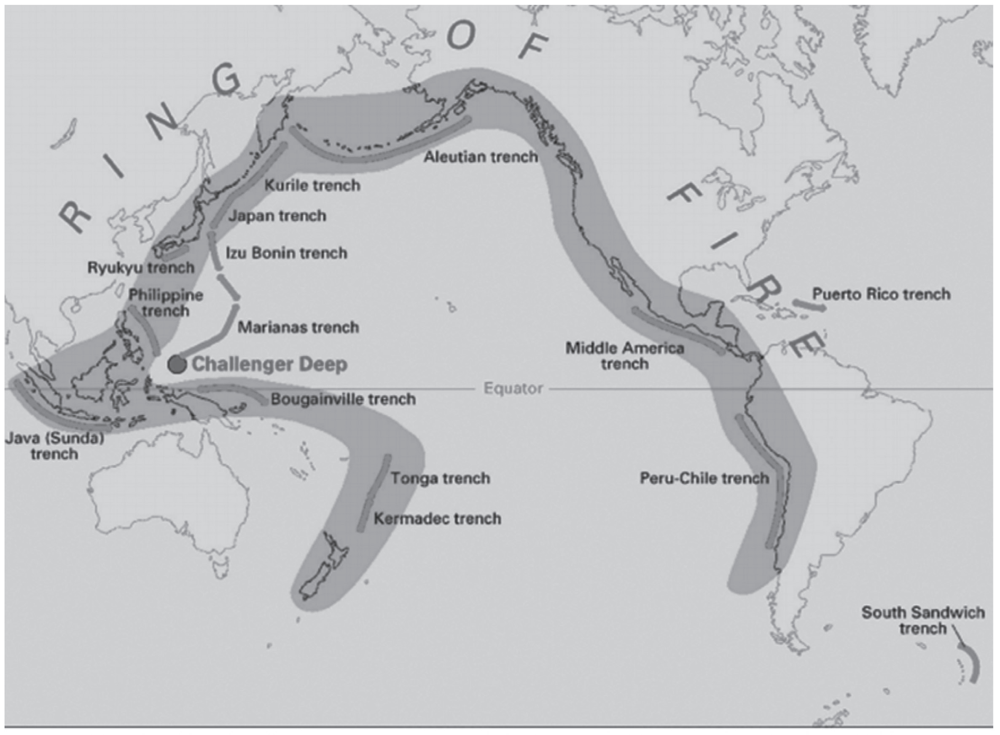 RING OF FIRE
Aleutian trench
Kurile trench
Japan trench
Izu Bonin trench
Ryukyu trench
Philippine
trench
Puerto Rico trench
Marianas trench
Middle America
trench
Challenger Deep
Equator
Bougainville trench
Java (Sunda)
trench
Tonga trench
Peru-Chile trench
Kermadec trench
South Sandwich
trench